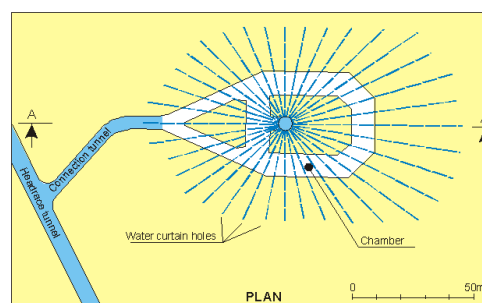 A
A
Connection tunnel
Headrace tunnel
Water curtain holes
Chamber
PLAN
0
50m